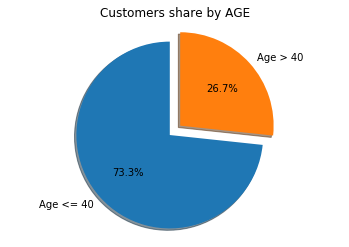 Customers share by AGE
Age > 40
26.7%
73.3%
Age <= 40